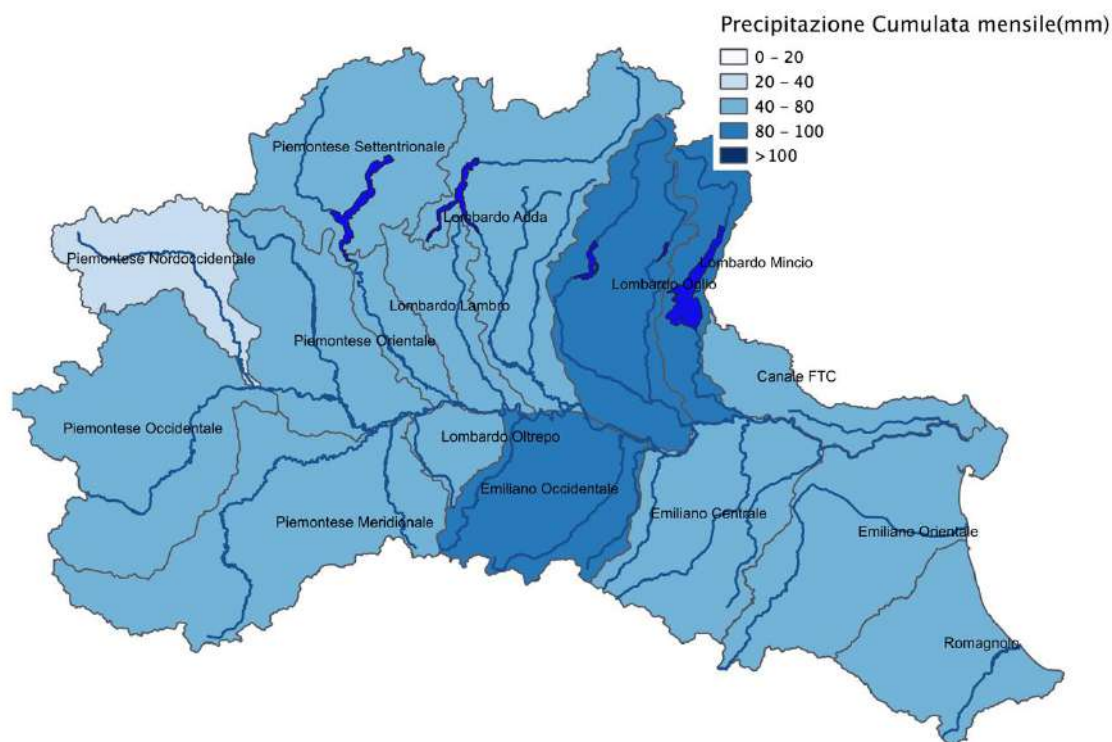 Precipitazione Cumulata mensile(mm)
0 – 20
20 – 40
40 – 80
80 – 100
>100
Piemontese Settentrionale
Lombardo Adda
Piemontese Nordoccidentale
Lombardo Mincio
Lombardo Oglio
Lombardo Lambro
Piemontese Orientale
Canale FTC
Piemontese Occidentale
Lombardo Oltrepo
Emiliano Occidentale
Emiliano Centrale
Piemontese Meridionale
Emiliano Orientale
Romagnolo